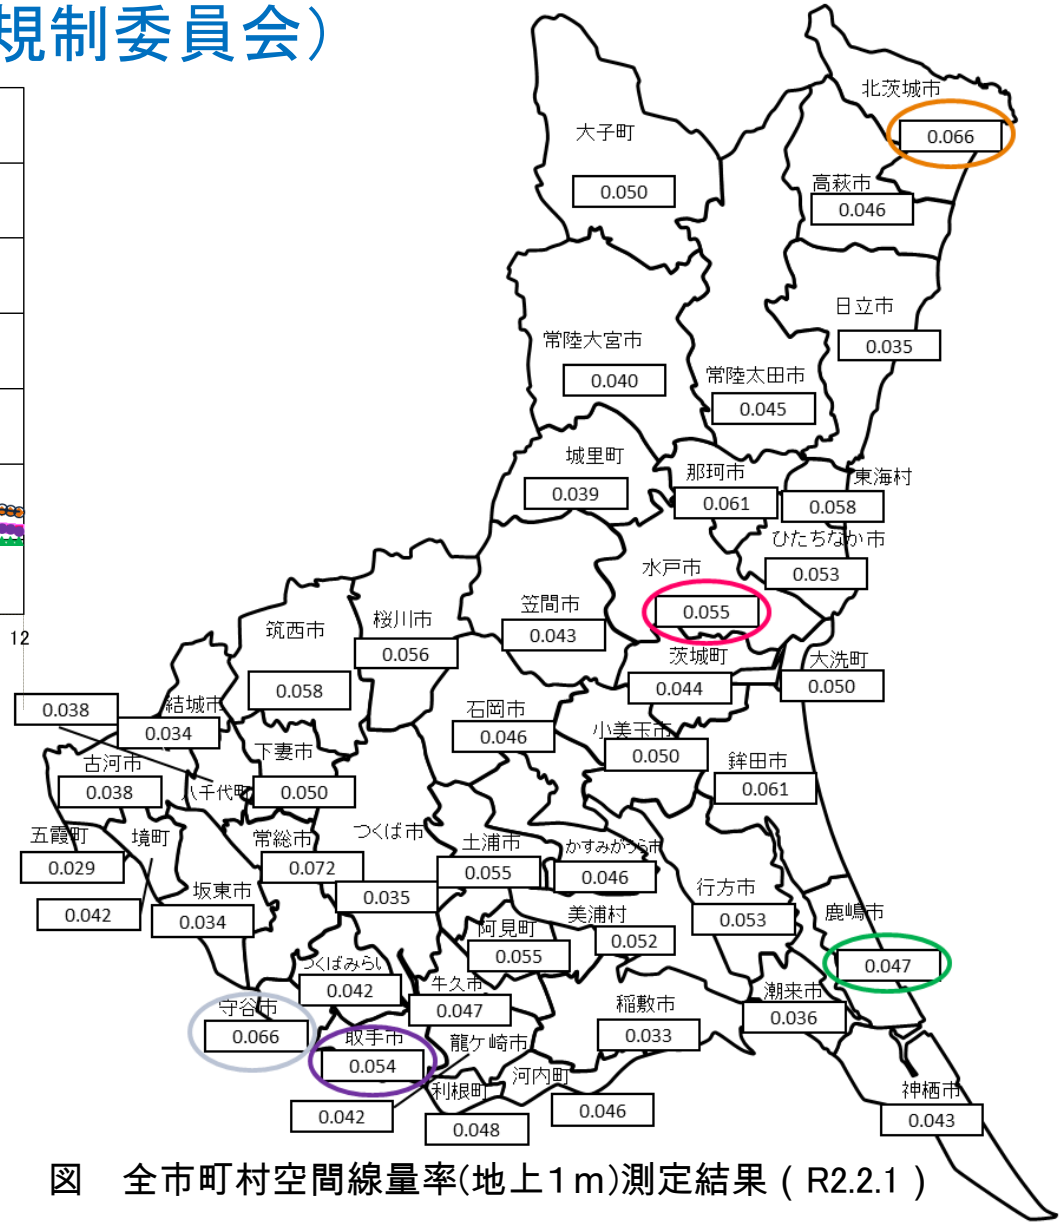 規制委員会）
北茨城市
0.066
大子町
0.050
高萩市
0.046
日立市
0.035
常陸大宮市
0.040
常陸太田市
0.045
城里町
0.039
那珂市
0.061
東海村
0.058
ひたちなか市
0.053
水戸市
0.055
笠間市
0.043
桜川市
0.056
筑西市
0.058
12
茨城町
0.044
大洗町
0.050
0.038
結城市
0.034
石岡市
0.046
小美玉市
0.050
鉾田市
0.061
古河市
0.038
八千代町
下妻市
0.050
五霞町
0.029
境町
0.042
常総市
0.072
つくば市
0.035
土浦市
0.055
かすみがうら市
0.046
坂東市
0.034
行方市
0.053
美浦村
0.052
鹿嶋市
0.047
阿見町
0.055
つくばみらい
0.042
牛久市
0.047
守谷市
0.066
取手市
0.054
龍ケ崎市
0.042
稲敷市
0.033
潮来市
0.036
利根町
0.048
河内町
0.046
神栖市
0.043
図　全市町村空間線量率(地上１ｍ)測定結果（R2.2.1）